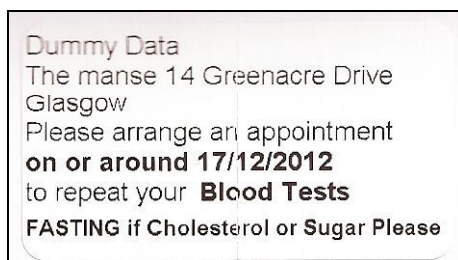 Dummy Data
The manse 14 Greenacre Drive
Glasgow
Please arrange an appointment
on or around 17/12/2012
to repeat your Blood Tests
FASTING if Cholesterol or Sugar Please